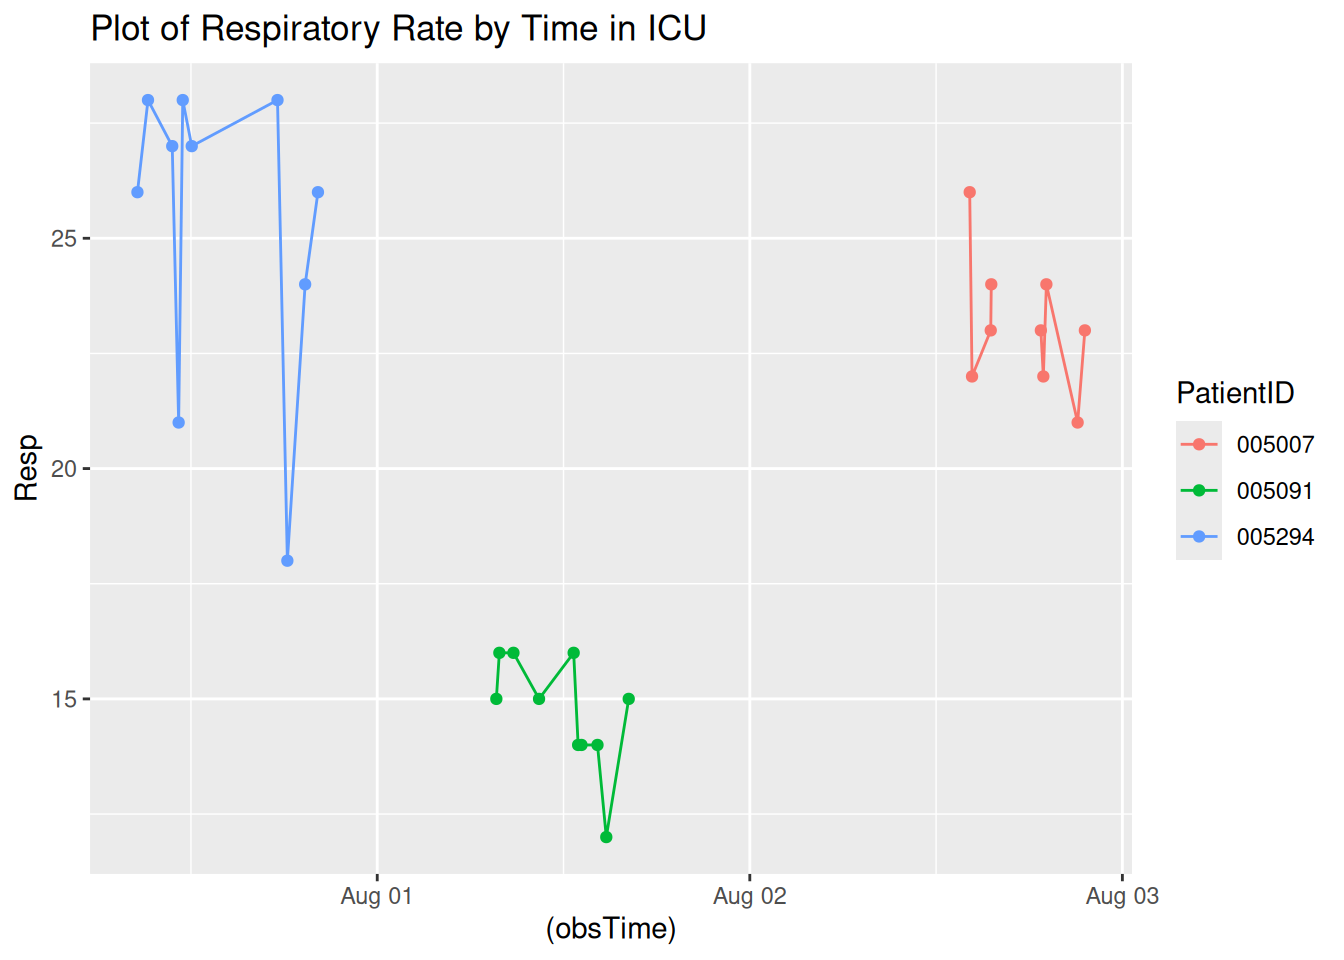 Plot of Respiratory Rate by Time in ICU
Resp
25
20
15
Aug 01
Aug 02
Aug 03
(obsTime)
PatientID
005007
005091
005294